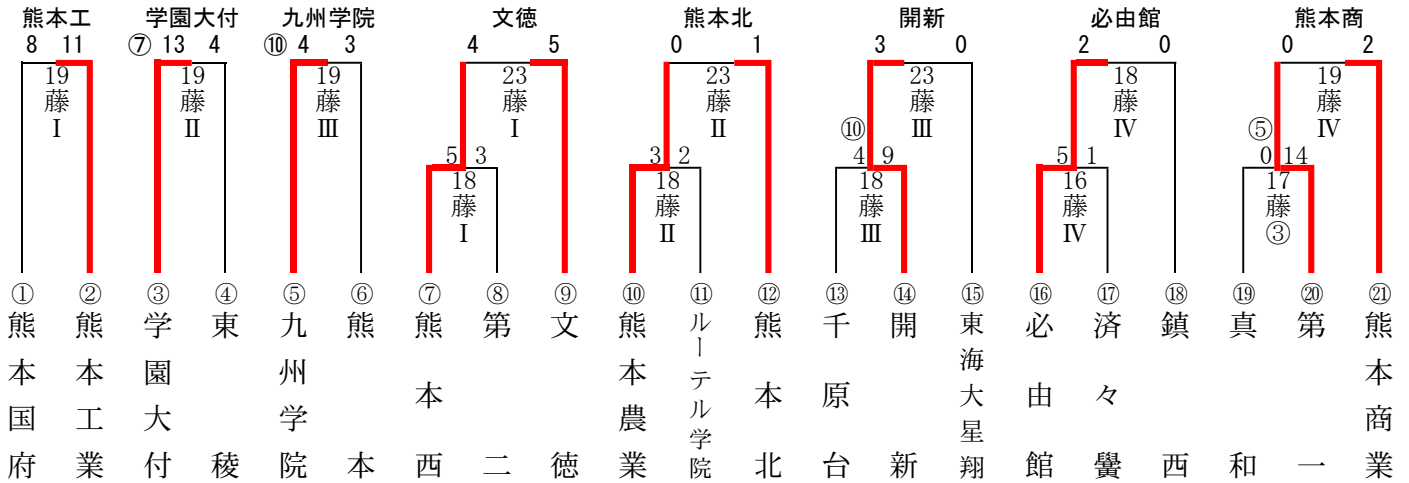 熊本工 学園大付 九州学院 文徳 熊本北 開新 必由館 熊本商
8 11 ⑦ 13 4 ⑩ 4 3 4 5 0 1 3 0 2 0 0 2
19 19 19 23 23 23 18 19
藤 藤 藤 藤 藤 藤 藤 藤
Ⅰ Ⅱ Ⅲ Ⅰ Ⅱ Ⅲ Ⅳ Ⅳ
⑩ ⑤
5 3 3 2 4 9 5 1 0 14
18 18 18 16 17
藤 藤 藤 藤 藤
Ⅰ Ⅱ Ⅲ Ⅳ ③
① ② ③ ④ ⑤ ⑥ ⑦ ⑧ ⑨ ⑩ ⑪ ⑫ ⑬ ⑭ ⑮ ⑯ ⑰ ⑱ ⑲ ⑳ ㉑
熊本国府
熊本工業
学園大付
東稜
九州学院
熊本
熊本西
第二
文徳
熊本農業
ルーテル学院
熊本北
千原台
開新
東海大星翔
必由館
済々黌
鎮西
真和
第一
熊本商業